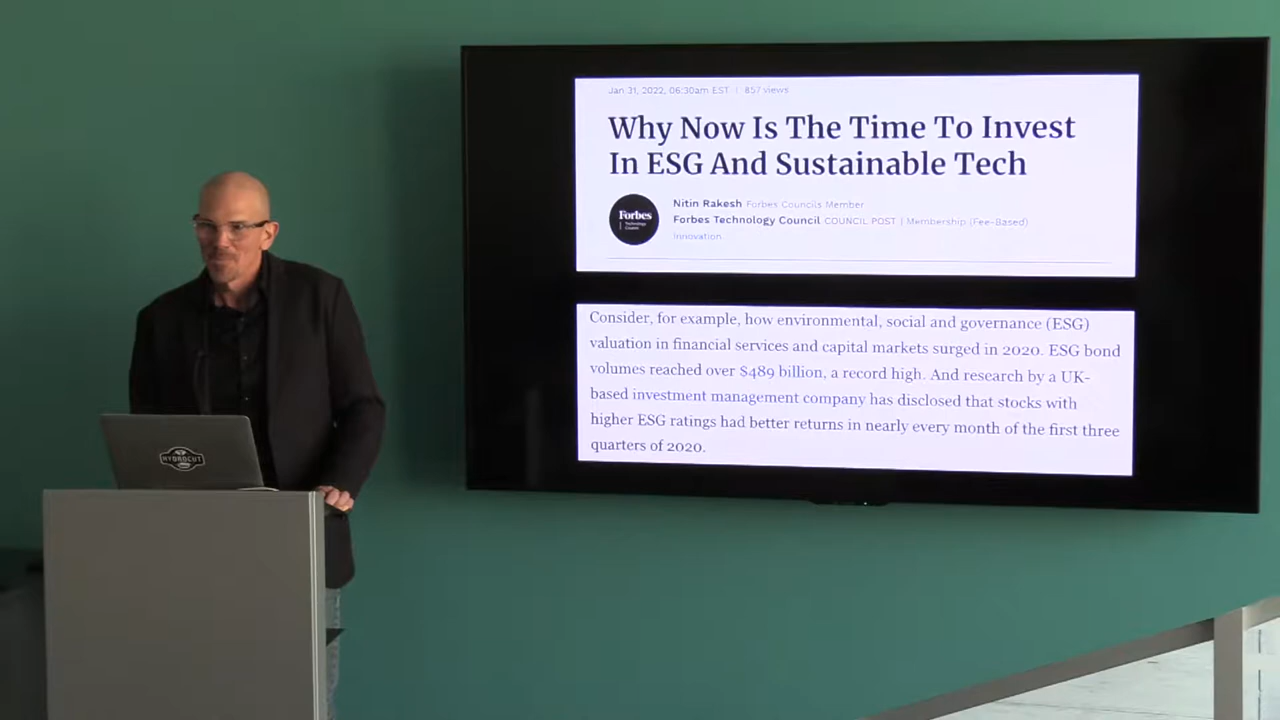 Jan 31, 2022, 06:30am EST | 857 views
Why Now Is The Time To Invest
In ESG And Sustainable Tech
Forbes
Technology
Council
Nitin Rakesh Forbes Councils Member
Forbes Technology Council COUNCIL POST | Membership (Fee-Based)
Innovation
Consider, for example, how environmental, social and governance (ESG)
valuation in financial services and capital markets surged in 2020. ESG bond
volumes reached over $489 billion, a record high. And research by a UK-
based investment management company has disclosed that stocks with
higher ESG ratings had better returns in nearly every month of the first three
quarters of 2020.
HYDROCUT